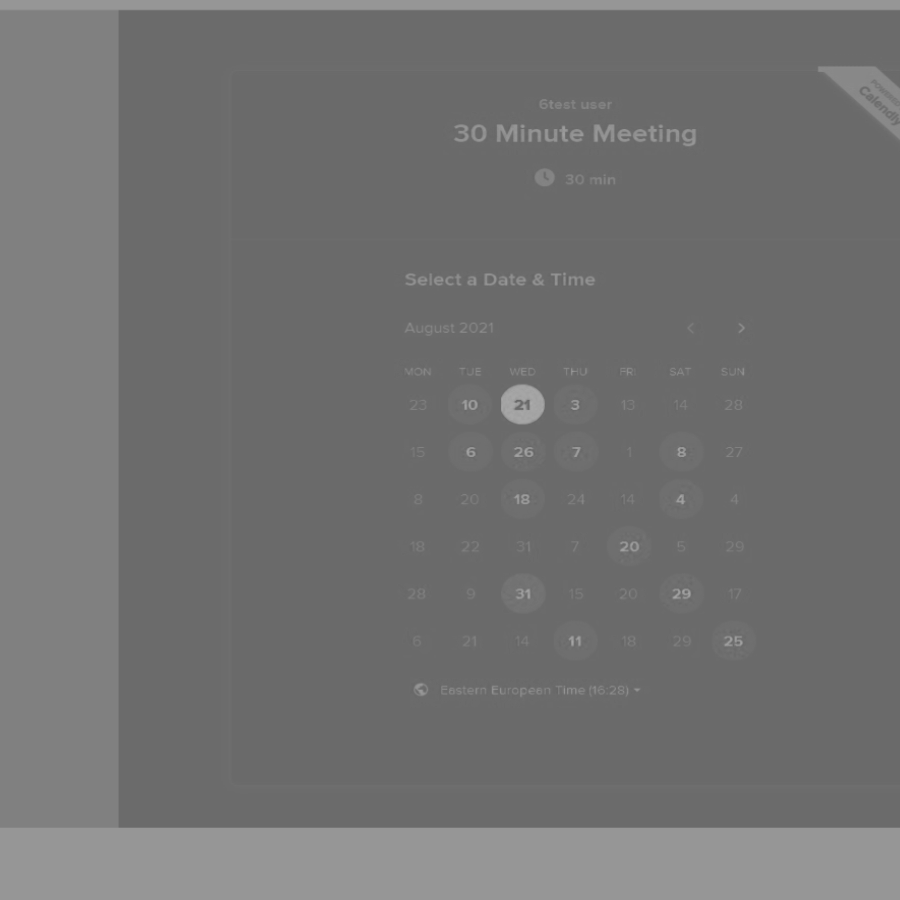 POWERED
Calendly
6test user
30 Minute Meeting
30 min
Select a Date & Time
August 2021
MON TUE WED THU FRI SAT SUN
23 10 21 3 13 14 28
15 6 26 7 1 8 27
8 20 18 24 14 4 4
18 22 31 7 20 5 29
28 9 31 15 20 29 17
6 21 14 11 18 29 25
Eastern European Time (16:28)